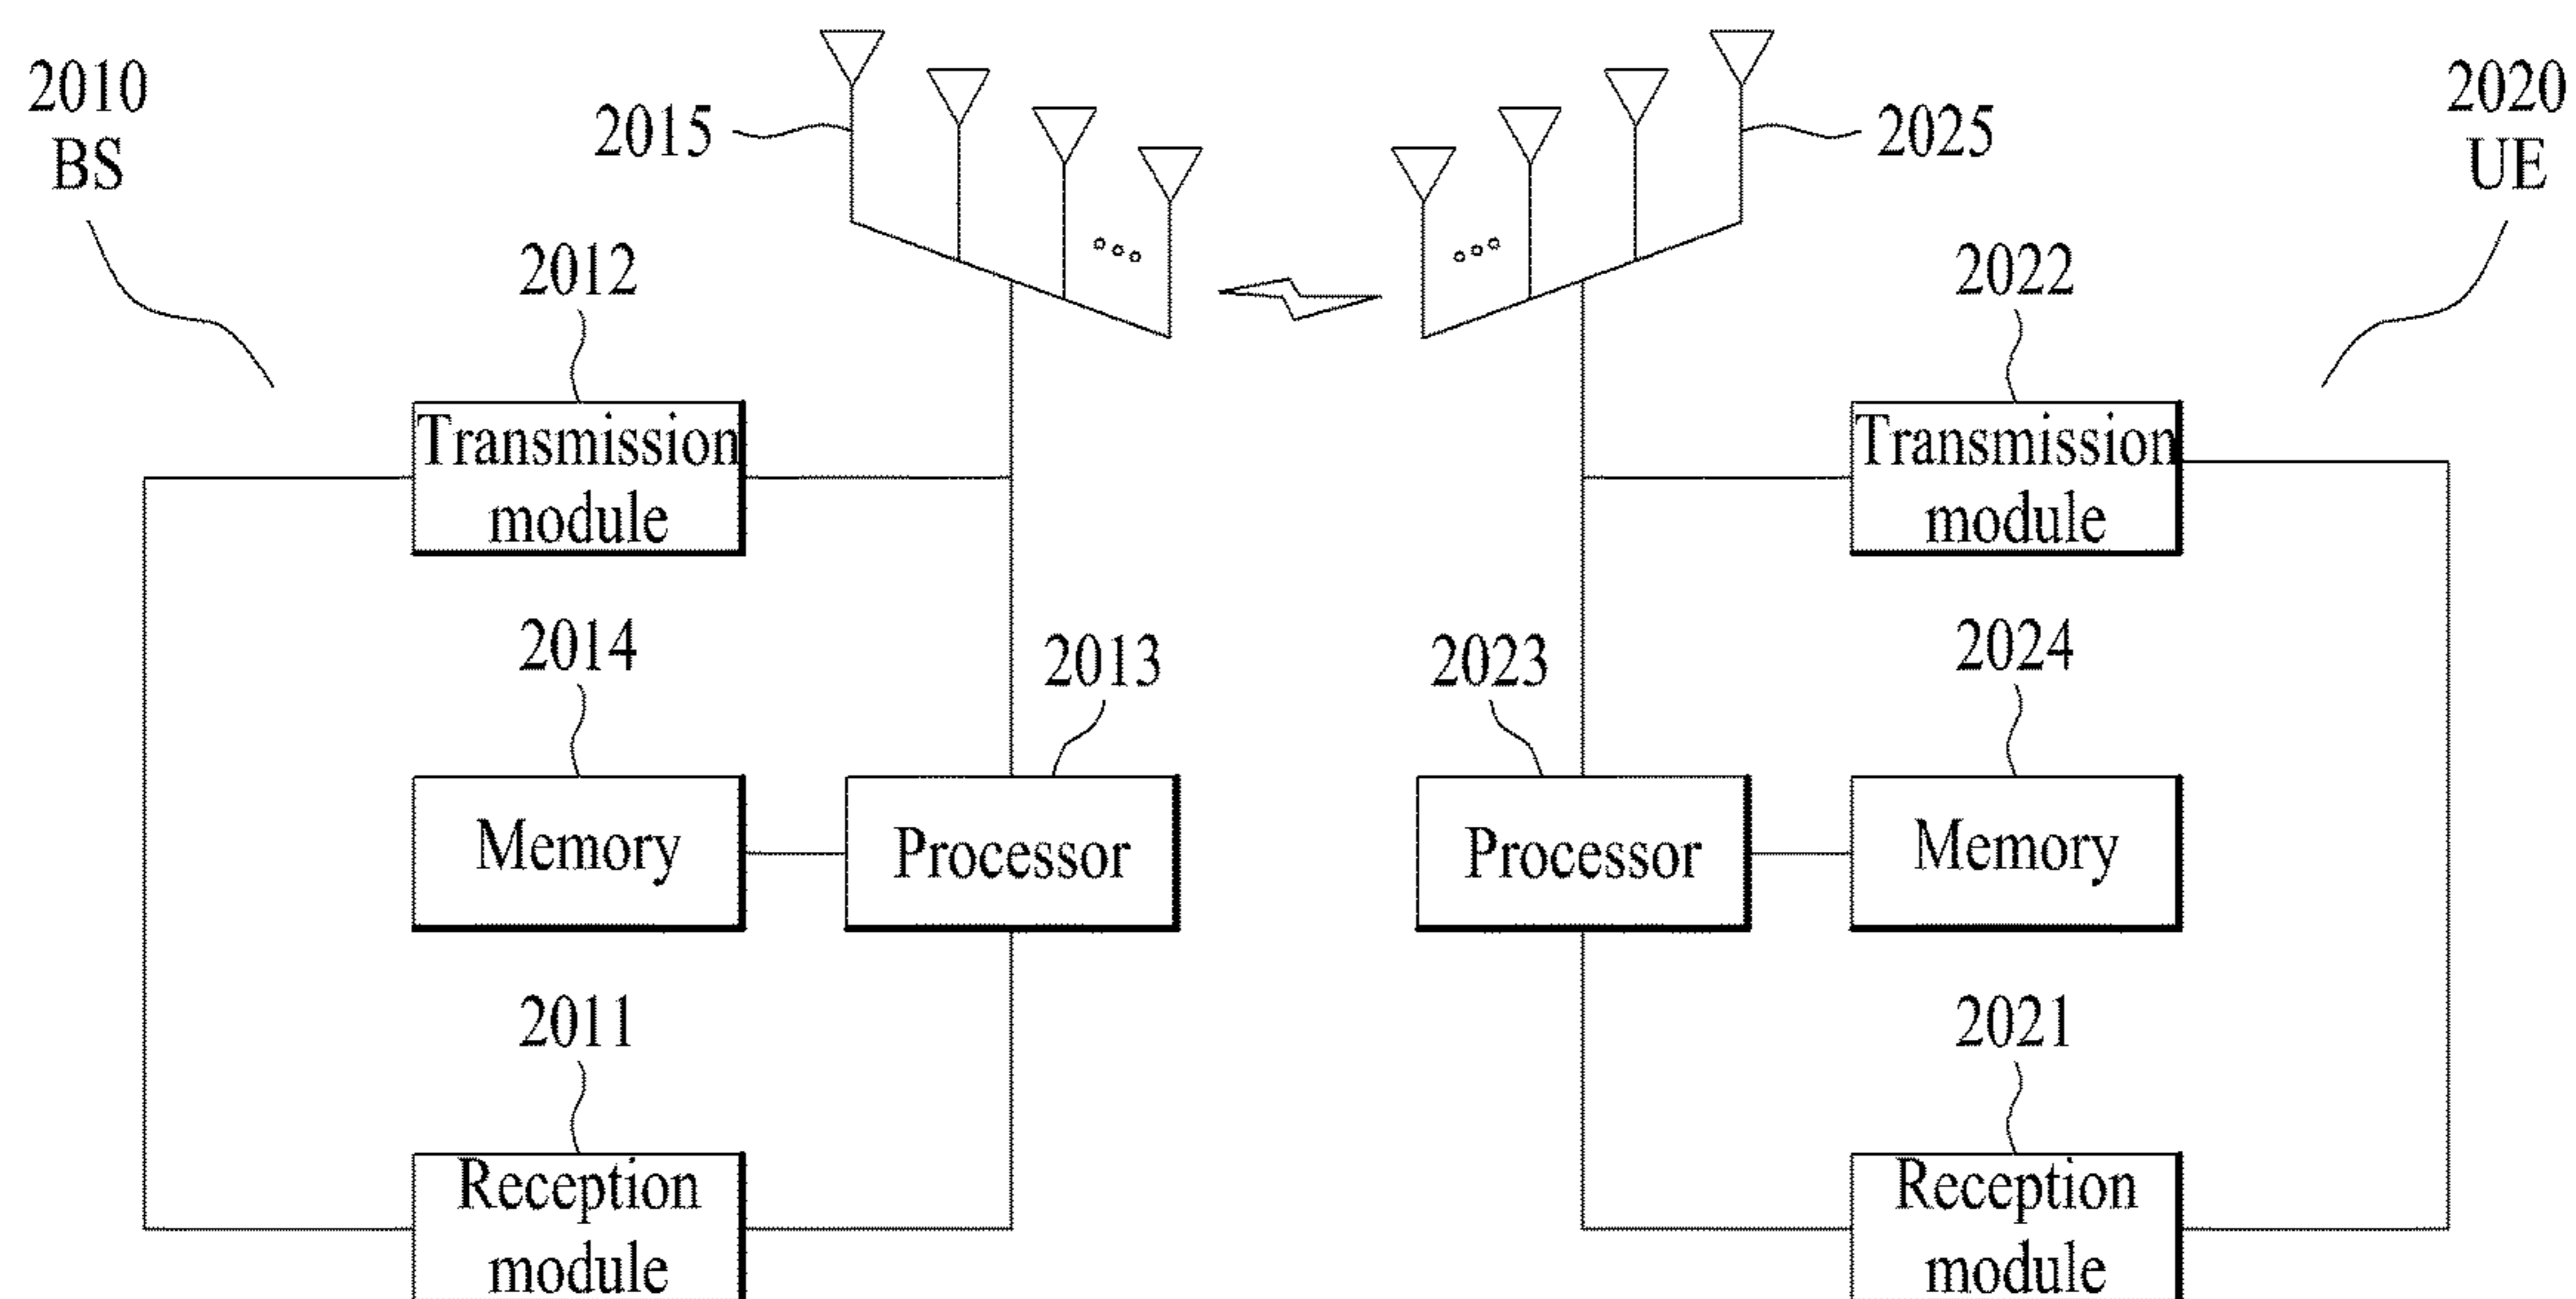 2010
BS
2015
2025
2020
UE
2012
2022
Transmission
module
Transmission
module
2014
2013
2023
2024
Memory
Processor
Processor
Memory
2011
2021
Reception
module
Reception
module